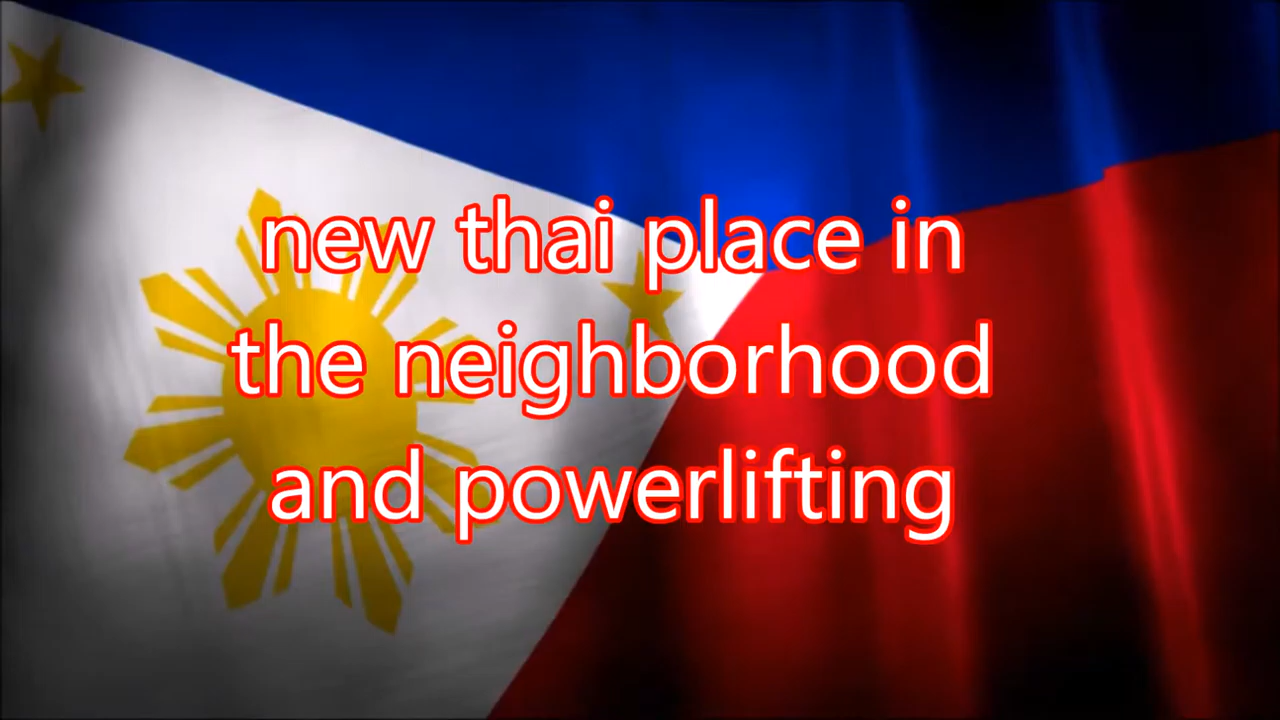 new thai place in
the neighborhood
and powerlifting